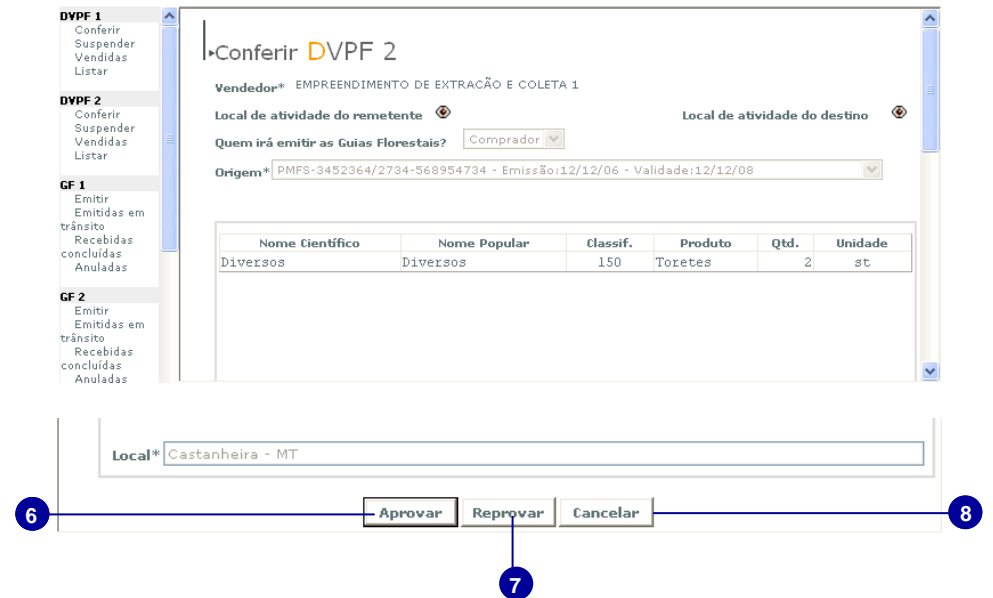 DVPF 1
Conferir
Suspender
Vendidas
Listar
DVPF 2
Conferir
Suspender
Vendidas
Listar
GF 1
Emitir
Emitidas em
trânsito
Recebidas
concluídas
Anuladas
GF 2
Emitir
Emitidas em
trânsito
Recebidas
concluídas
Anuladas
Conferir DVPF 2
Vendedor* EMPREENDIMENTO DE EXTRACÃO E COLETA 1
Local de atividade do remetente Local de atividade do destino
Quem irá emitir as Guias Florestais? Comprador
Origem* PMFS-3452364/2734-568954734 - Emissão:12/12/06 - Validade:12/12/08
Nome Científico Nome Popular Classif. Produto Qtd. Unidade
Diversos Diversos 150 Toretes 2 st
Local* Castanheira - MT
6 Aprovar Reprovar Cancelar 8
7